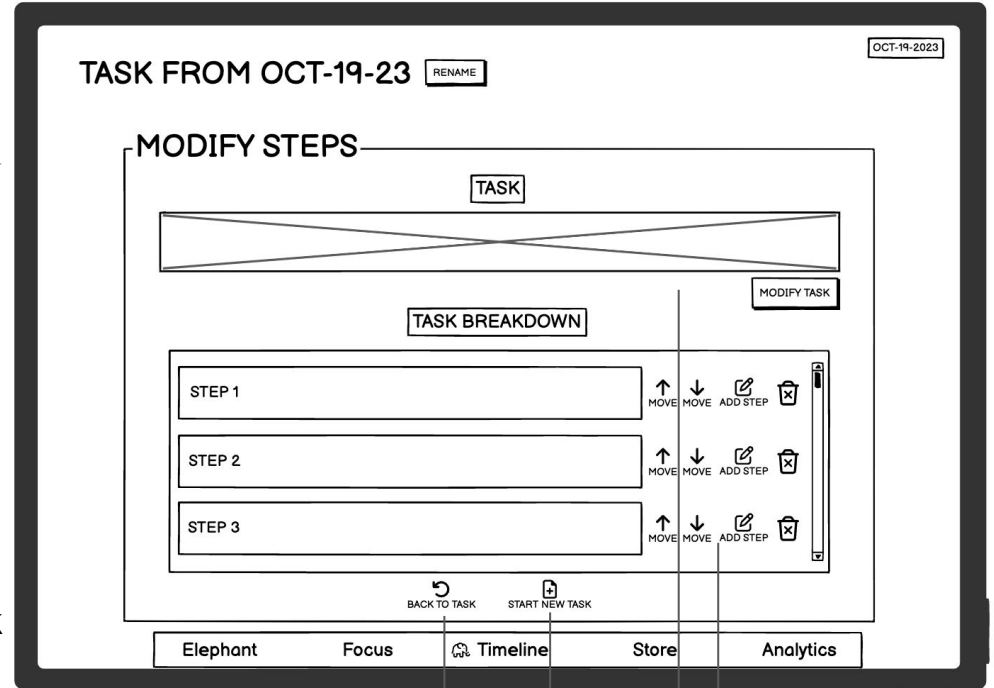 OCT-19-2023
TASK FROM OCT-19-23 RENAME
MODIFY STEPS
TASK
MODIFY TASK
TASK BREAKDOWN
STEP 1 MOVE MOVE ADD STEP
STEP 2 MOVE MOVE ADD STEP
STEP 3 MOVE MOVE ADD STEP
BACK TO TASK START NEW TASK
Elephant Focus Timeline Store Analytics